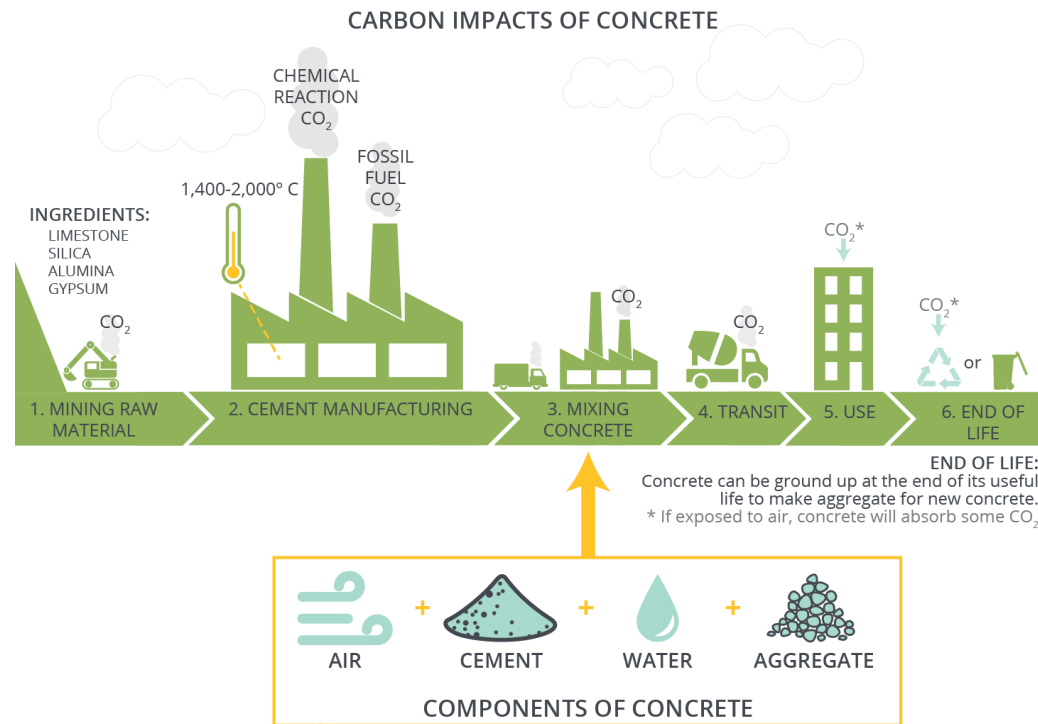 CARBON IMPACTS OF CONCRETE
CHEMICAL
REACTION
CO₂
FOSSIL
FUEL
CO₂
1,400-2,000º C
INGREDIENTS:
LIMESTONE
SILICA
ALUMINA
GYPSUM
CO₂
CO₂
CO₂
CO₂*
CO₂*
or
1. MINING RAW
MATERIAL
2. CEMENT MANUFACTURING
3. MIXING
CONCRETE
4. TRANSIT
5. USE
6. END OF
LIFE
END OF LIFE:
Concrete can be ground up at the end of its useful
life to make aggregate for new concrete.
* If exposed to air, concrete will absorb some CO₂
+
+
+
AIR
CEMENT
WATER
AGGREGATE
COMPONENTS OF CONCRETE